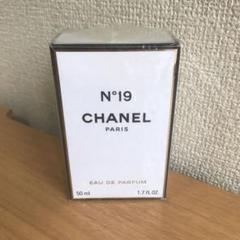 N°19
CHANEL
PARIS
EAU DE PARFUM
50 ml 1.7 FL. OZ.